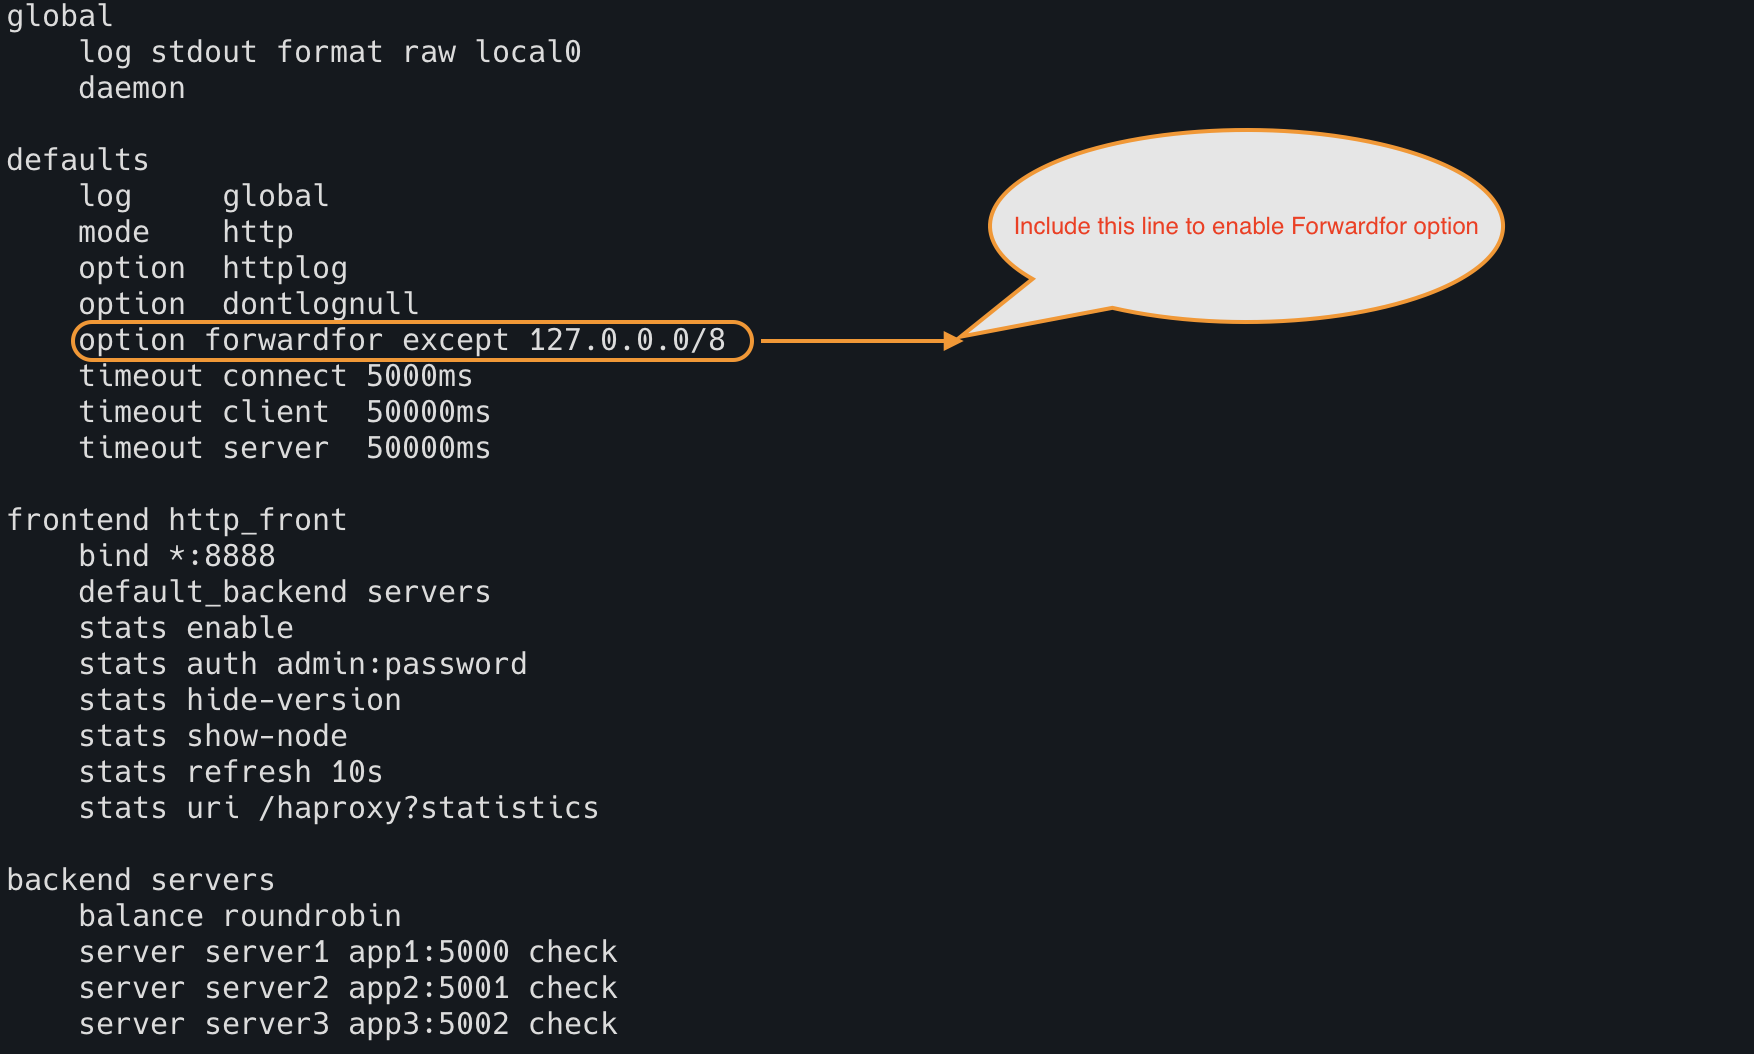 global
    log stdout format raw local0
    daemon

defaults
    log     global
    mode    http
    option  httplog
    option  dontlognull
    option forwardfor except 127.0.0.0/8
    timeout connect 5000ms
    timeout client  50000ms
    timeout server  50000ms

frontend http_front
    bind *:8888
    default_backend servers
    stats enable
    stats auth admin:password
    stats hide-version
    stats show-node
    stats refresh 10s
    stats uri /haproxy?statistics

backend servers
    balance roundrobin
    server server1 app1:5000 check
    server server2 app2:5001 check
    server server3 app3:5002 check
Include this line to enable Forwardfor option